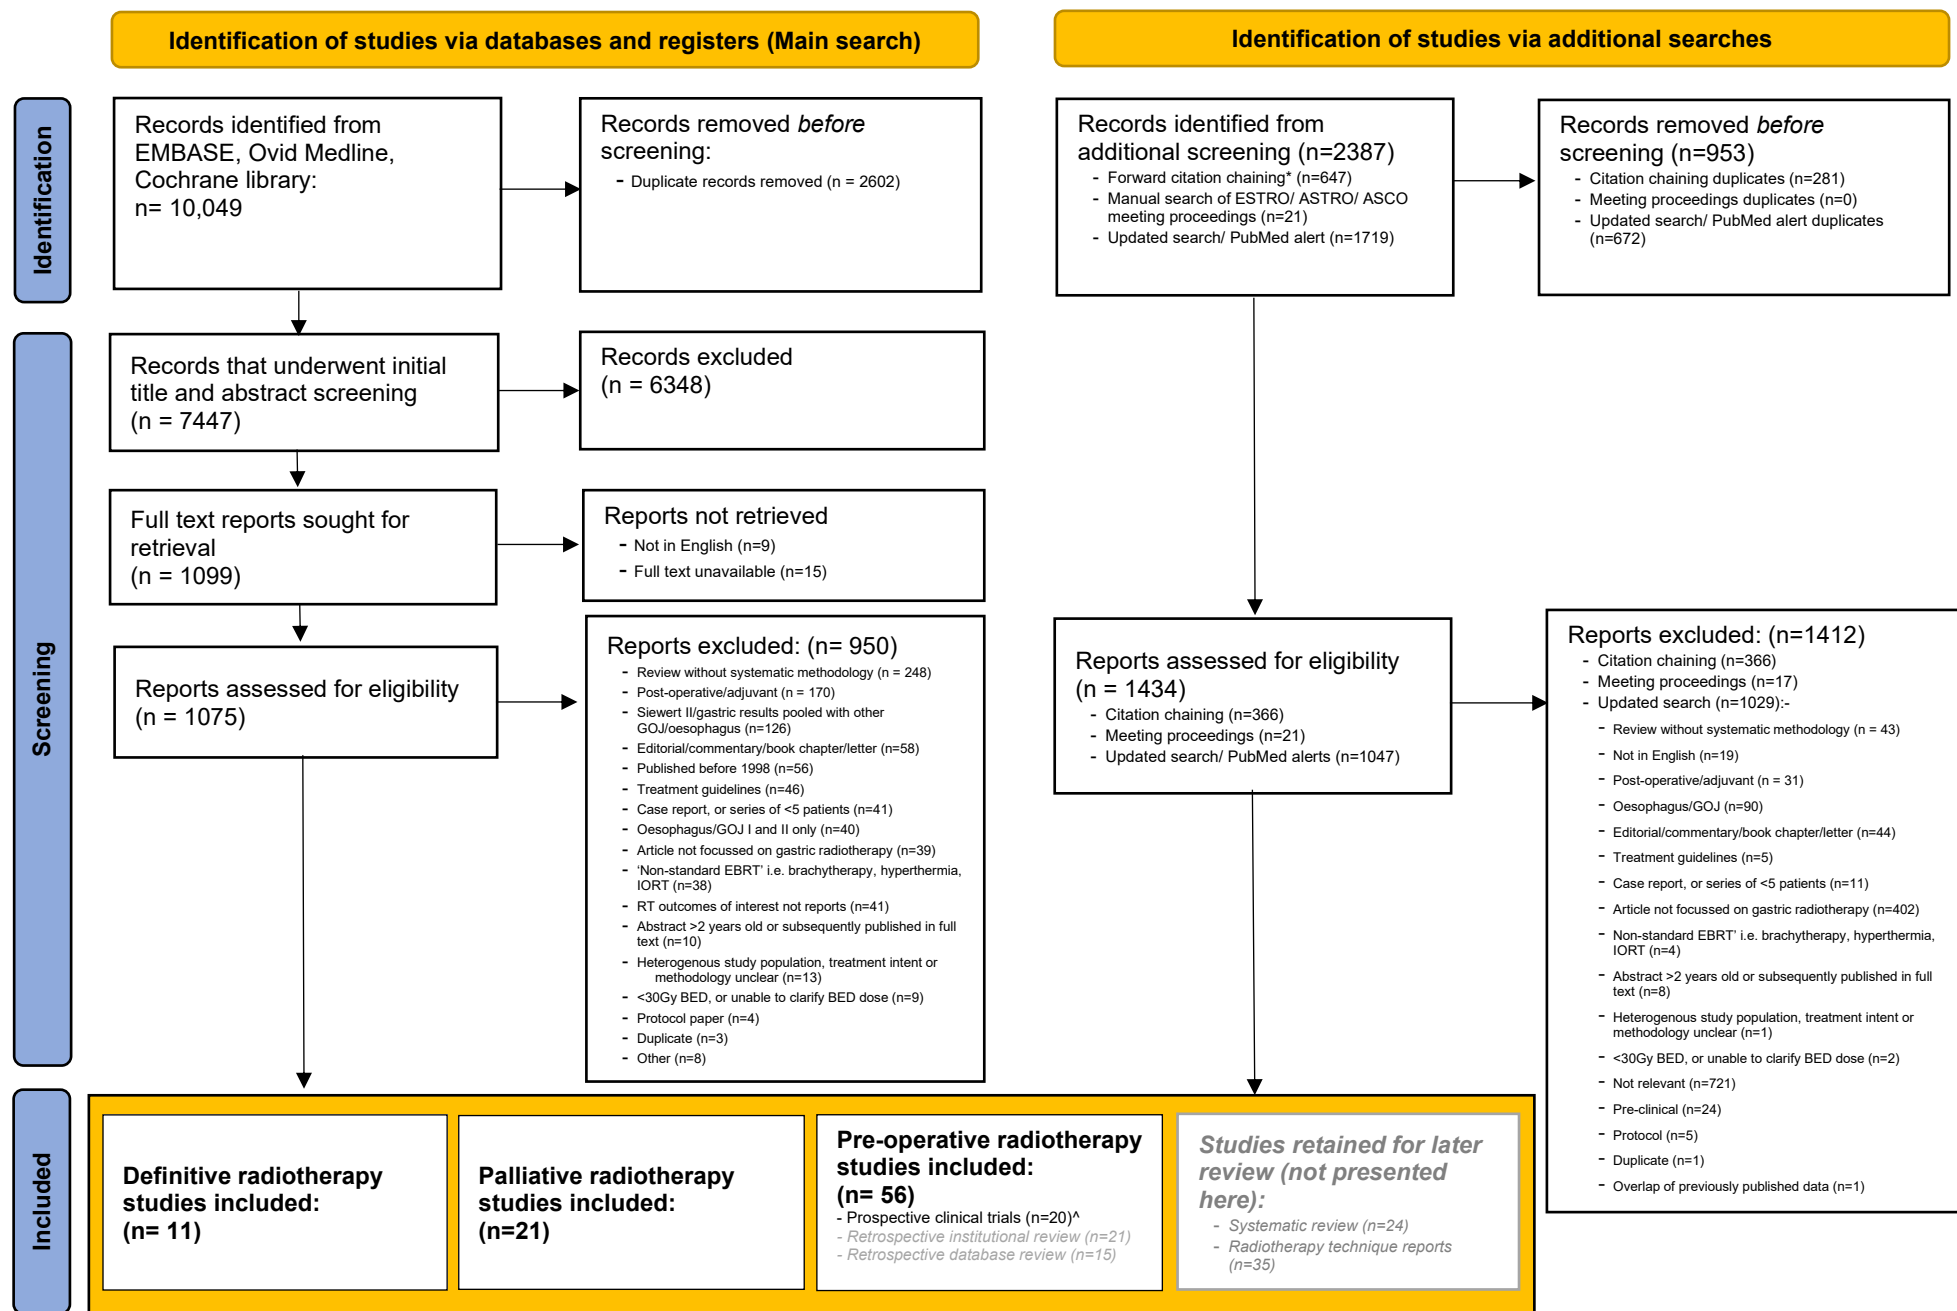 Identification of studies via databases and registers (Main search)
Identification of studies via additional searches
Identification
Records identified from
EMBASE, Ovid Medline,
Cochrane library:
n= 10,049
Records removed before
screening:
- Duplicate records removed (n = 2602)
Records identified from
additional screening (n=2387)
- Forward citation chaining* (n=647)
- Manual search of ESTRO/ ASTRO/ ASCO
meeting proceedings (n=21)
- Updated search/ PubMed alert (n=1719)
Records removed before
screening (n=953)
- Citation chaining duplicates (n=281)
- Meeting proceedings duplicates (n=0)
- Updated search/ PubMed alert duplicates
(n=672)
Screening
Records that underwent initial
title and abstract screening
(n = 7447)
Records excluded
(n = 6348)
Full text reports sought for
retrieval
(n = 1099)
Reports not retrieved
- Not in English (n=9)
- Full text unavailable (n=15)
Reports assessed for eligibility
(n = 1075)
Reports excluded: (n= 950)
- Review without systematic methodology (n = 248)
- Post-operative/adjuvant (n = 170)
- Siewert II/gastric results pooled with other
GOJ/oesophagus (n=126)
- Editorial/commentary/book chapter/letter (n=58)
- Published before 1998 (n=56)
- Treatment guidelines (n=46)
- Case report, or series of <5 patients (n=41)
- Oesophagus/GOJ I and II only (n=40)
- Article not focussed on gastric radiotherapy (n=39)
- ‘Non-standard EBRT’ i.e. brachytherapy, hyperthermia,
IORT (n=38)
- RT outcomes of interest not reports (n=41)
- Abstract >2 years old or subsequently published in full
text (n=10)
- Heterogenous study population, treatment intent or
methodology unclear (n=13)
- <30Gy BED, or unable to clarify BED dose (n=9)
- Protocol paper (n=4)
- Duplicate (n=3)
- Other (n=8)
Reports assessed for eligibility
(n = 1434)
- Citation chaining (n=366)
- Meeting proceedings (n=21)
- Updated search/ PubMed alerts (n=1047)
Reports excluded: (n=1412)
- Citation chaining (n=366)
- Meeting proceedings (n=17)
- Updated search (n=1029):-
- Review without systematic methodology (n = 43)
- Not in English (n=19)
- Post-operative/adjuvant (n = 31)
- Oesophagus/GOJ (n=90)
- Editorial/commentary/book chapter/letter (n=44)
- Treatment guidelines (n=5)
- Case report, or series of <5 patients (n=11)
- Article not focussed on gastric radiotherapy (n=402)
- Non-standard EBRT’ i.e. brachytherapy, hyperthermia,
IORT (n=4)
- Abstract >2 years old or subsequently published in full
text (n=8)
- Heterogenous study population, treatment intent or
methodology unclear (n=1)
- <30Gy BED, or unable to clarify BED dose (n=2)
- Not relevant (n=721)
- Pre-clinical (n=24)
- Protocol (n=5)
- Duplicate (n=1)
- Overlap of previously published data (n=1)
Included
Definitive radiotherapy
studies included:
(n= 11)
Palliative radiotherapy
studies included:
(n=21)
Pre-operative radiotherapy
studies included:
(n= 56)
- Prospective clinical trials (n=20)^
- Retrospective institutional review (n=21)
- Retrospective database review (n=15)
Studies retained for later
review (not presented
here):
- Systematic review (n=24)
- Radiotherapy technique reports
(n=35)